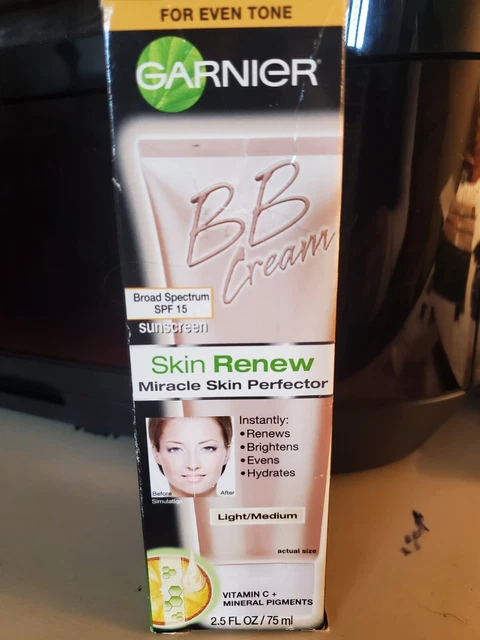 FOR EVEN TONE
GARNIER
BB
Cream
Broad Spectrum
SPF 15
sunscreen
Skin Renew
Miracle Skin Perfector
Instantly:
•Renews
•Brightens
•Evens
•Hydrates
Before After
Simulation
Light/Medium
actual size
VITAMIN C +
MINERAL PIGMENTS
2.5 FL OZ / 75 ml